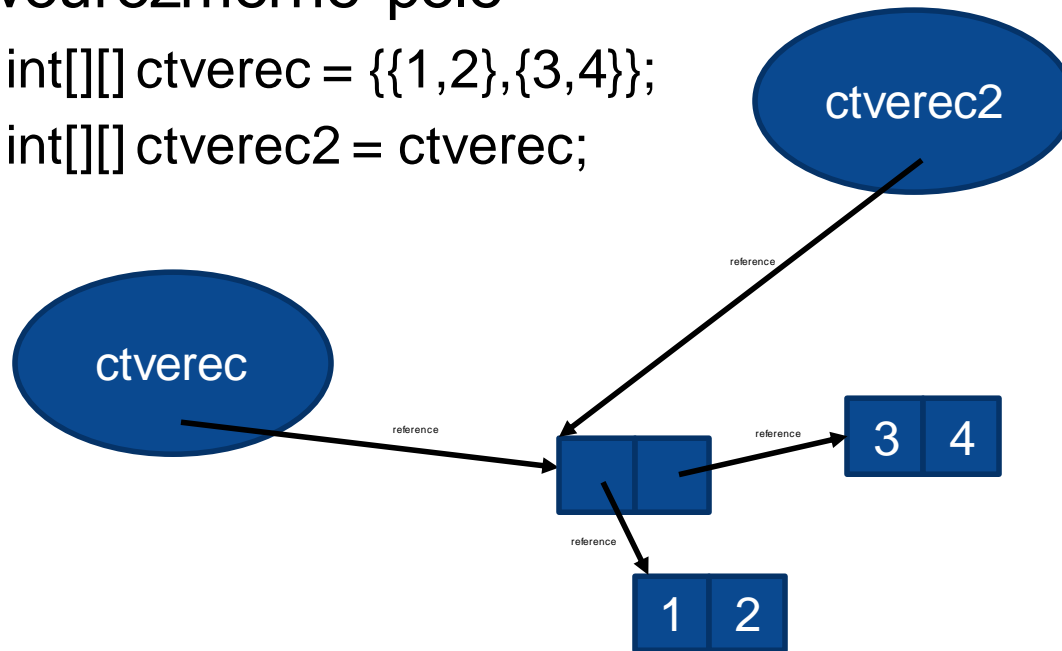 int[][] ctverec = {{1,2},{3,4}};
int[][] ctverec2 = ctverec;
ctverec2
reference
ctverec
reference
reference
3 4
reference
1 2